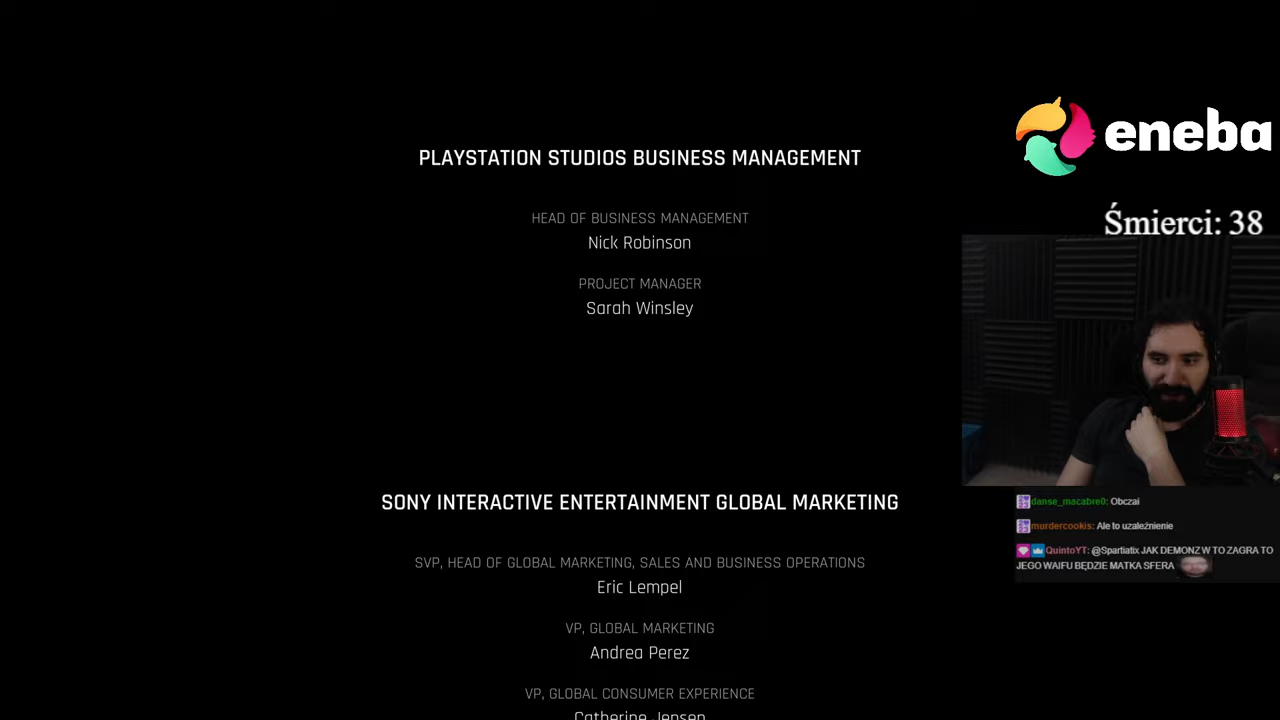 PLAYSTATION STUDIOS BUSINESS MANAGEMENT
HEAD OF BUSINESS MANAGEMENT
Nick Robinson
PROJECT MANAGER
Sarah Winsley
SONY INTERACTIVE ENTERTAINMENT GLOBAL MARKETING
SVP, HEAD OF GLOBAL MARKETING, SALES AND BUSINESS OPERATIONS
Eric Lempel
VP, GLOBAL MARKETING
Andrea Perez
VP, GLOBAL CONSUMER EXPERIENCE
Catherine Jensen
eneba
Śmierci: 38
danse_macabre0: Obczai
murdercookis: Ale to uzależnienie
QuintoYT: @Spartiatix JAK DEMONZ W TO ZAGRA TO
JEGO WAIFU BĘDZIE MATKA SFERA